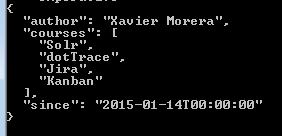 {
  "author": "Xavier Morera",
  "courses": [
    "Solr",
    "dotTrace",
    "Jira",
    "Kanban"
  ],
  "since": "2015-01-14T00:00:00"
}